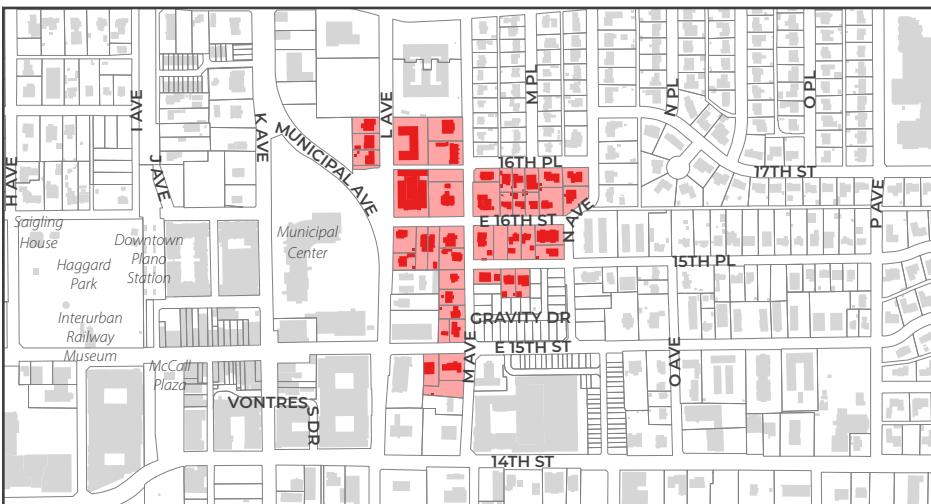 H AVE
I AVE
J AVE
K AVE
MUNICIPAL AVE
L AVE
M PL
N PL
O PL
16TH PL
17TH ST
P AVE
E 16TH ST
N AVE
Saigling
House
Haggard
Park
Downtown
Plano
Station
Municipal
Center
15TH PL
Interurban
Railway
Museum
McCall
Plaza
GRAVITY DR
E 15TH ST
M AVE
O AVE
VONTRES
S DR
14TH ST